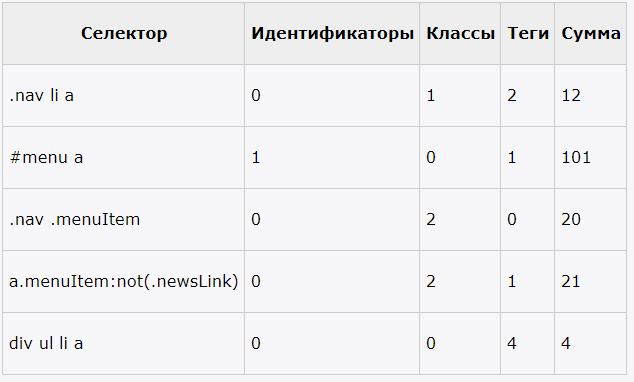 Селектор Идентификаторы Классы Теги Сумма
.nav li a 0 1 2 12
#menu a 1 0 1 101
.nav .menuItem 0 2 0 20
a.menuItem:not(.newsLink) 0 2 1 21
div ul li a 0 0 4 4